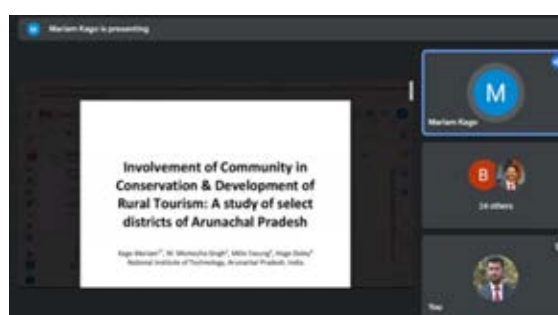 M Mariam Kago is presenting
Involvement of Community in
Conservation & Development of
Rural Tourism: A study of select
districts of Arunachal Pradesh
National Institute of Technology, Arunachal Pradesh, India.
M
Mariam Kago
B
14 others
You